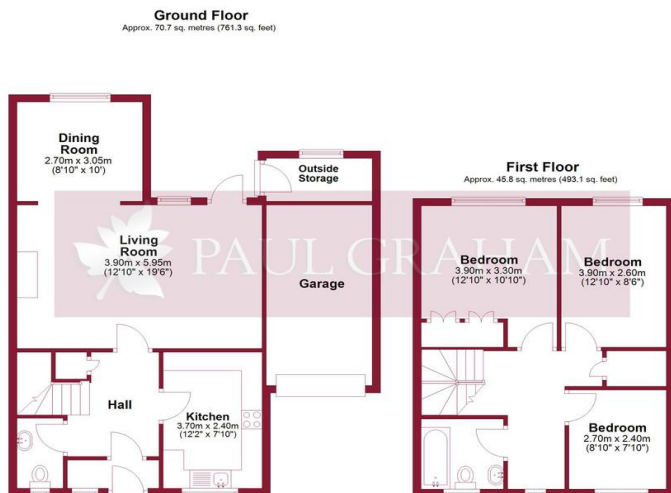 Ground Floor
Approx. 70.7 sq. metres (761.3 sq. feet)
Dining
Room
2.70m x 3.05m
(8'10" x 10')
Outside
Storage
Living
Room
3.90m x 5.95m
(12'10" x 19'6")
Garage
Hall
Kitchen
3.70m x 2.40m
(12'2" x 7'10")
First Floor
Approx. 45.8 sq. metres (493.1 sq. feet)
Bedroom
3.90m x 3.30m
(12'10" x 10'10")
Bedroom
3.90m x 2.60m
(12'10" x 8'6")
Bedroom
2.70m x 2.40m
(8'10" x 7'10")
PAUL GRAHAM